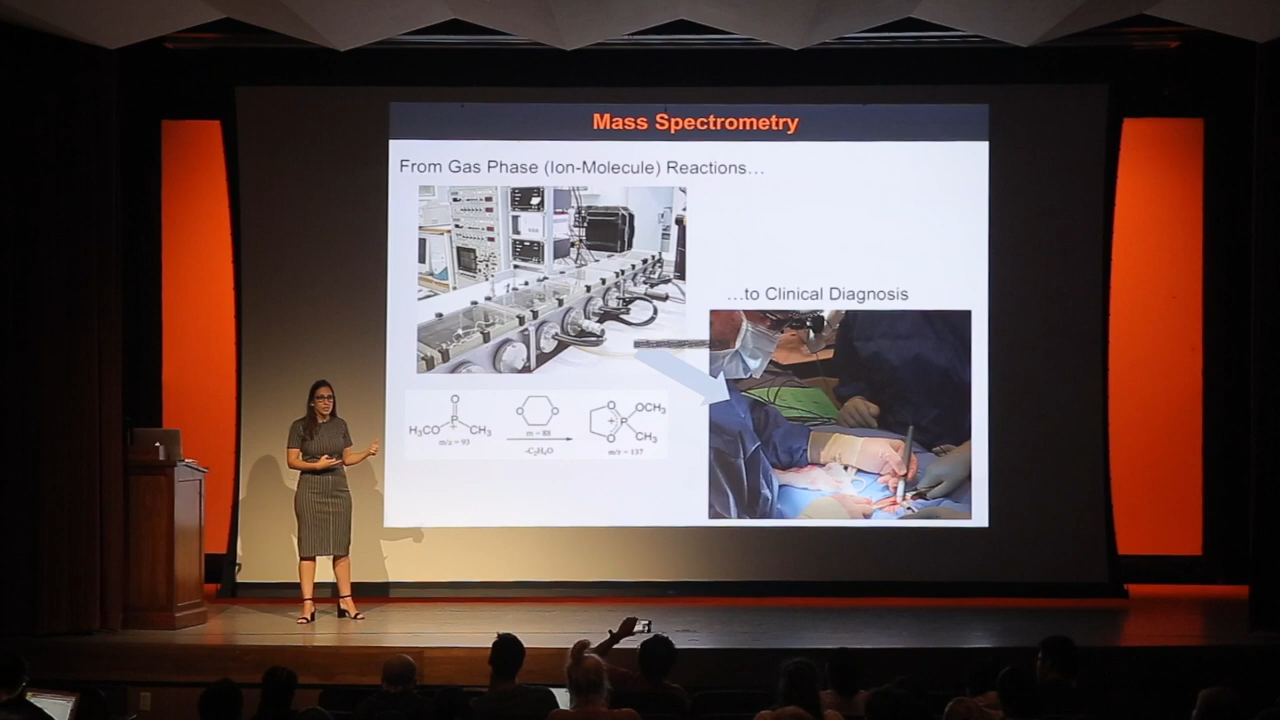 Mass Spectrometry
From Gas Phase (Ion-Molecule) Reactions…
…to Clinical Diagnosis
O
H₃CO
P
+
CH₃
m/z = 93
O
O
m = 88
-C₂H₄O
O
O
+
P
OCH₃
CH₃
m/z = 137